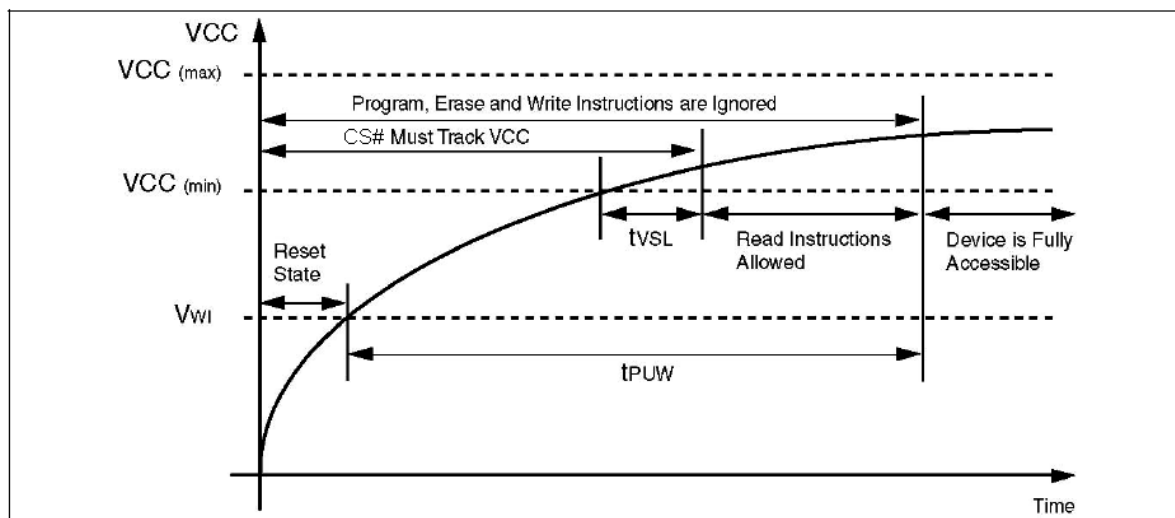 VCC
VCC (max)
Program, Erase and Write Instructions are Ignored
CS# Must Track VCC
VCC (min)
tVSL
Read Instructions
Allowed
Device is Fully
Accessible
Reset
State
VWI
tPUW
Time